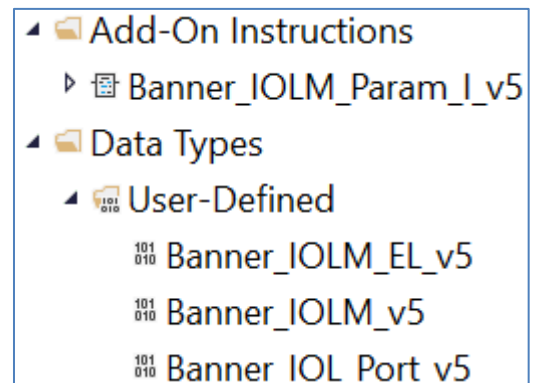 Add-On Instructions
Banner_IOLM_Param_I_v5
Data Types
User-Defined
Banner_IOLM_EL_v5
Banner_IOLM_v5
Banner_IOL_Port_v5